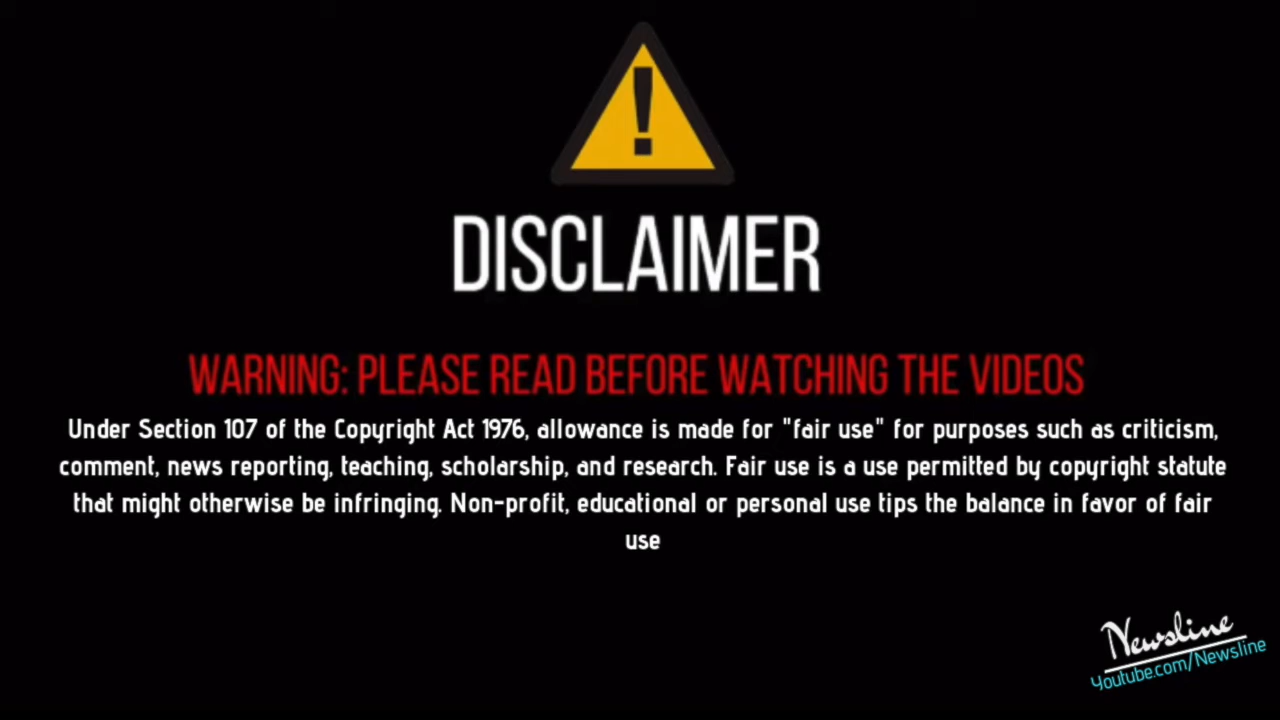 !
DISCLAIMER
WARNING: PLEASE READ BEFORE WATCHING THE VIDEOS
Under Section 107 of the Copyright Act 1976, allowance is made for "fair use" for purposes such as criticism,
comment, news reporting, teaching, scholarship, and research. Fair use is a use permitted by copyright statute
that might otherwise be infringing. Non-profit, educational or personal use tips the balance in favor of fair
use
Newsline
Youtube.com/Newsline